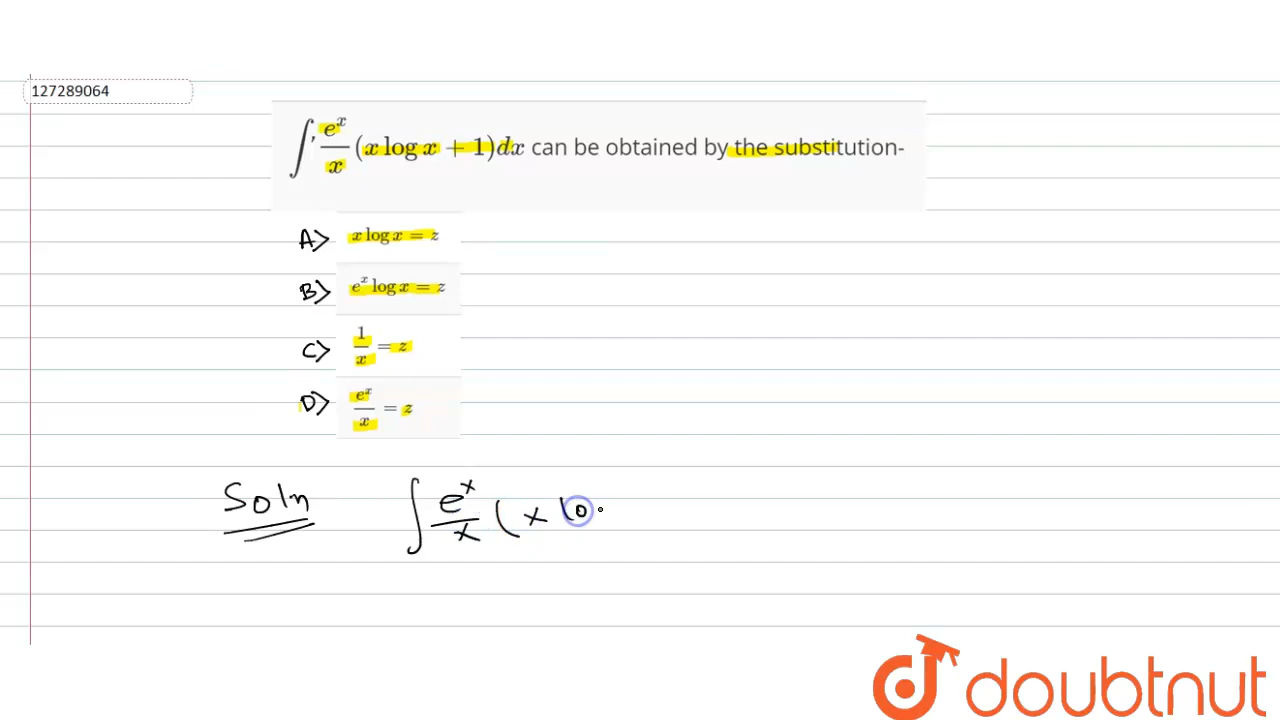 127289064
∫ e^x/x (x log x + 1)dx can be obtained by the substitution-
A> x log x = z
B> e^x log x = z
C> 1/x = z
D> e^x/x = z
Soln ∫ e^x/x (x lo
doubtnut